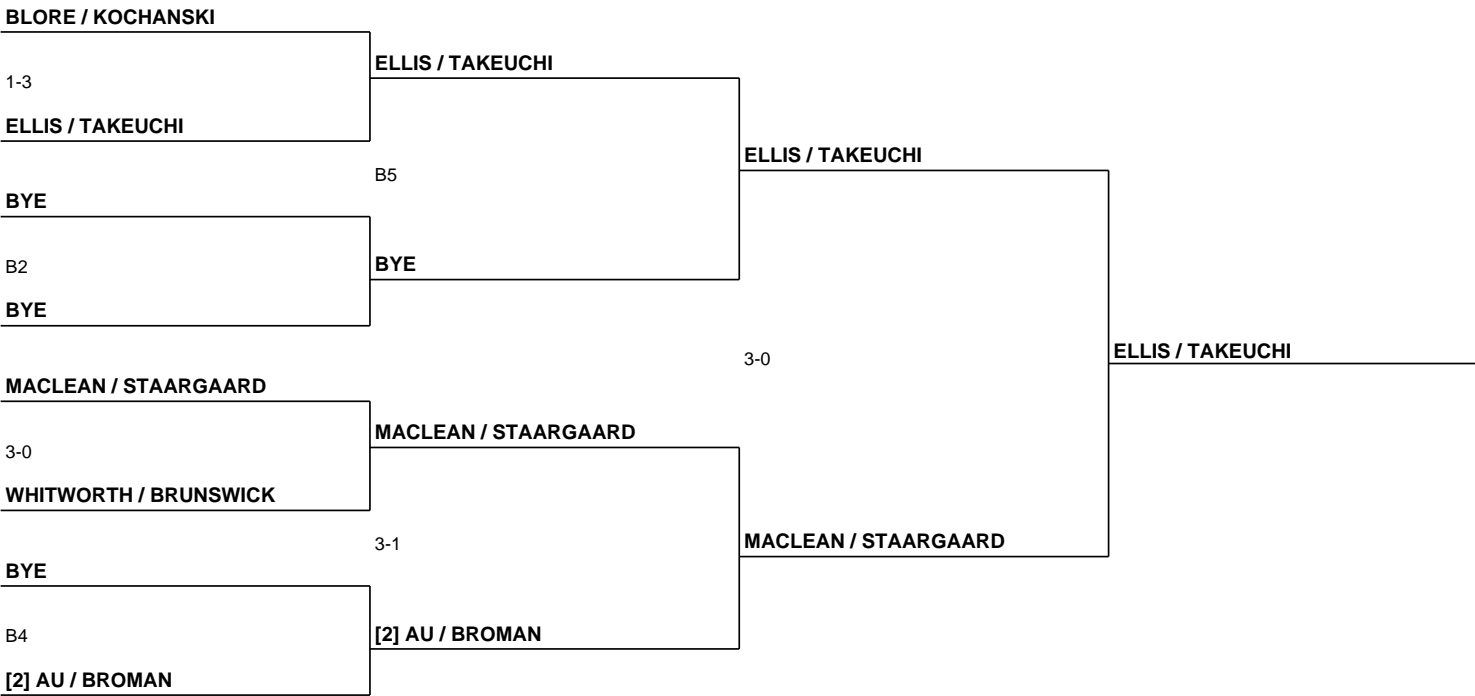 BLORE / KOCHANSKI
ELLIS / TAKEUCHI
1-3
ELLIS / TAKEUCHI
ELLIS / TAKEUCHI
B5
BYE
B2
BYE
BYE
3-0
ELLIS / TAKEUCHI
MACLEAN / STAARGAARD
MACLEAN / STAARGAARD
3-0
WHITWORTH / BRUNSWICK
3-1
MACLEAN / STAARGAARD
BYE
B4
[2] AU / BROMAN
[2] AU / BROMAN